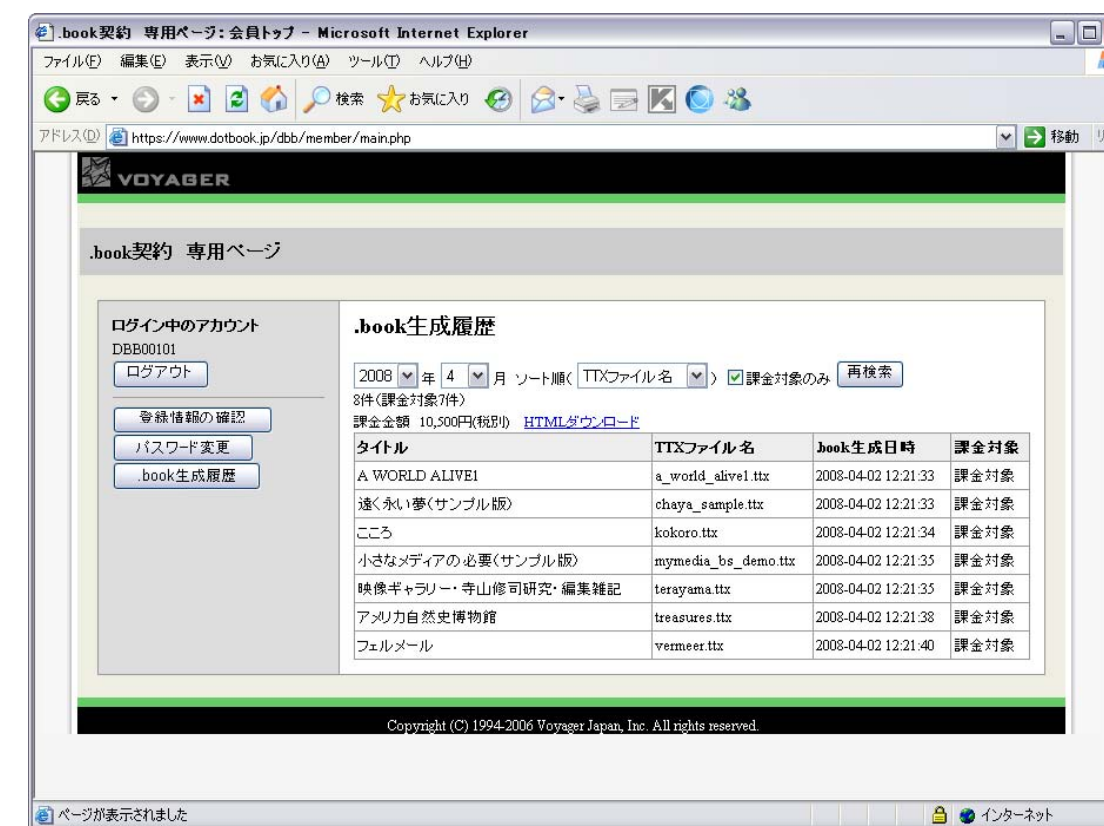 .book契約 専用ページ:会員トップ - Microsoft Internet Explorer
ファイル(F) 編集(E) 表示(V) お気に入り(A) ツール(T) ヘルプ(H)
戻る 検索 お気に入り
アドレス(D) https://www.dotbook.jp/dbb/member/main.php 移動
VOYAGER
.book契約 専用ページ
ログイン中のアカウント
DBB00101
ログアウト
登録情報の確認
パスワード変更
.book生成履歴
.book生成履歴
2008 年 4 月 ソート順( TTXファイル名 ) 課金対象のみ 再検索
8件(課金対象7件)
課金金額 10,500円(税別) HTMLダウンロード
タイトル TTXファイル名 .book生成日時 課金対象
A WORLD ALIVE1 a_world_alive1.ttx 2008-04-02 12:21:33 課金対象
遠く永い夢(サンプル版) chaya_sample.ttx 2008-04-02 12:21:33 課金対象
こころ kokoro.ttx 2008-04-02 12:21:34 課金対象
小さなメディアの必要(サンプル版) mymedia_bs_demo.ttx 2008-04-02 12:21:35 課金対象
映像ギャラリー・寺山修司研究・編集雑記 terayama.ttx 2008-04-02 12:21:35 課金対象
アメリカ自然史博物館 treasures.ttx 2008-04-02 12:21:38 課金対象
フェルメール vermeer.ttx 2008-04-02 12:21:40 課金対象
Copyright (C) 1994-2006 Voyager Japan, Inc. All rights reserved.
ページが表示されました インターネット